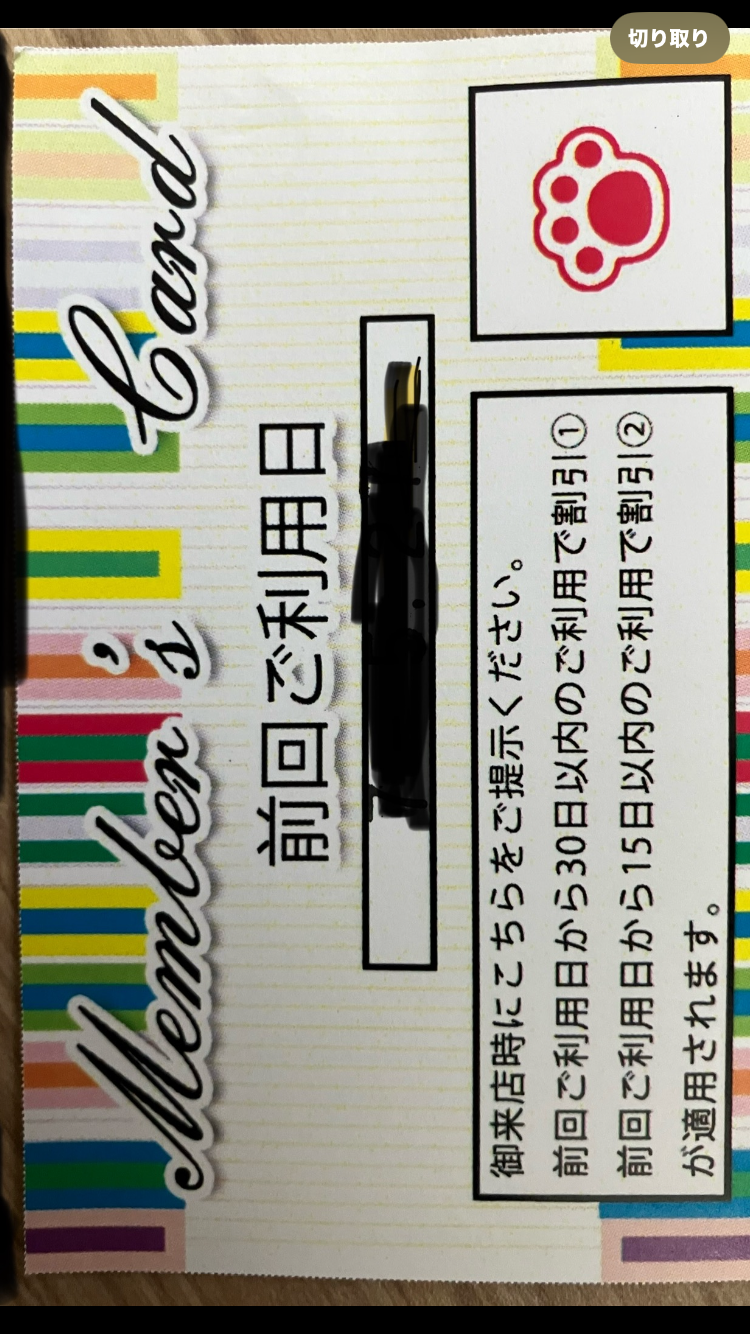 切り取り
Member's Card
前回ご利用日
御来店時にこちらをご提示ください。
前回ご利用日から30日以内のご利用で割引①
前回ご利用日から15日以内のご利用で割引②
が適用されます。